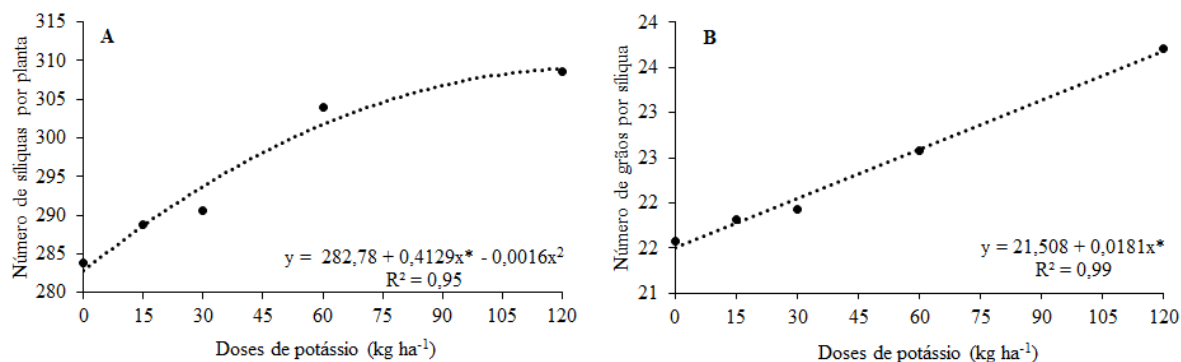 A
Número de síliquas por planta
315
310
305
300
295
290
285
280
y = 282,78 + 0,4129x* - 0,0016x²
R² = 0,95
0 15 30 45 60 75 90 105 120
Doses de potássio (kg ha⁻¹)
B
Número de grãos por síliqua
24
24
23
23
22
22
21
y = 21,508 + 0,0181x*
R² = 0,99
0 15 30 45 60 75 90 105 120
Doses de potássio (kg ha⁻¹)